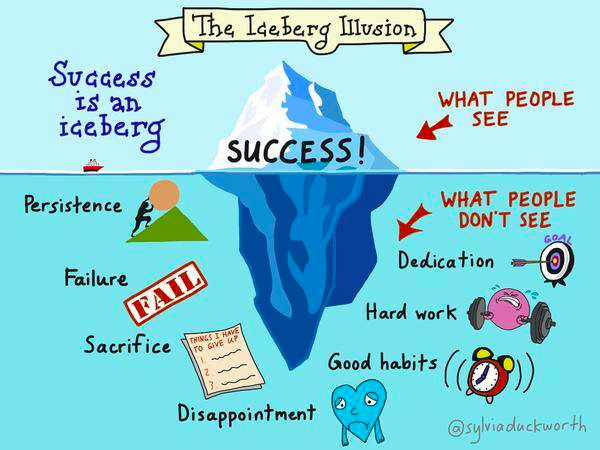 The Iceberg Illusion
Success
is an
iceberg
WHAT PEOPLE
SEE
SUCCESS!
Persistence
WHAT PEOPLE
DON'T SEE
GOAL
Dedication
Failure
FAIL
Hard work
Sacrifice
THINGS I HAVE
TO GIVE UP
1.
2.
3
Good habits
Disappointment
@sylviaduckworth